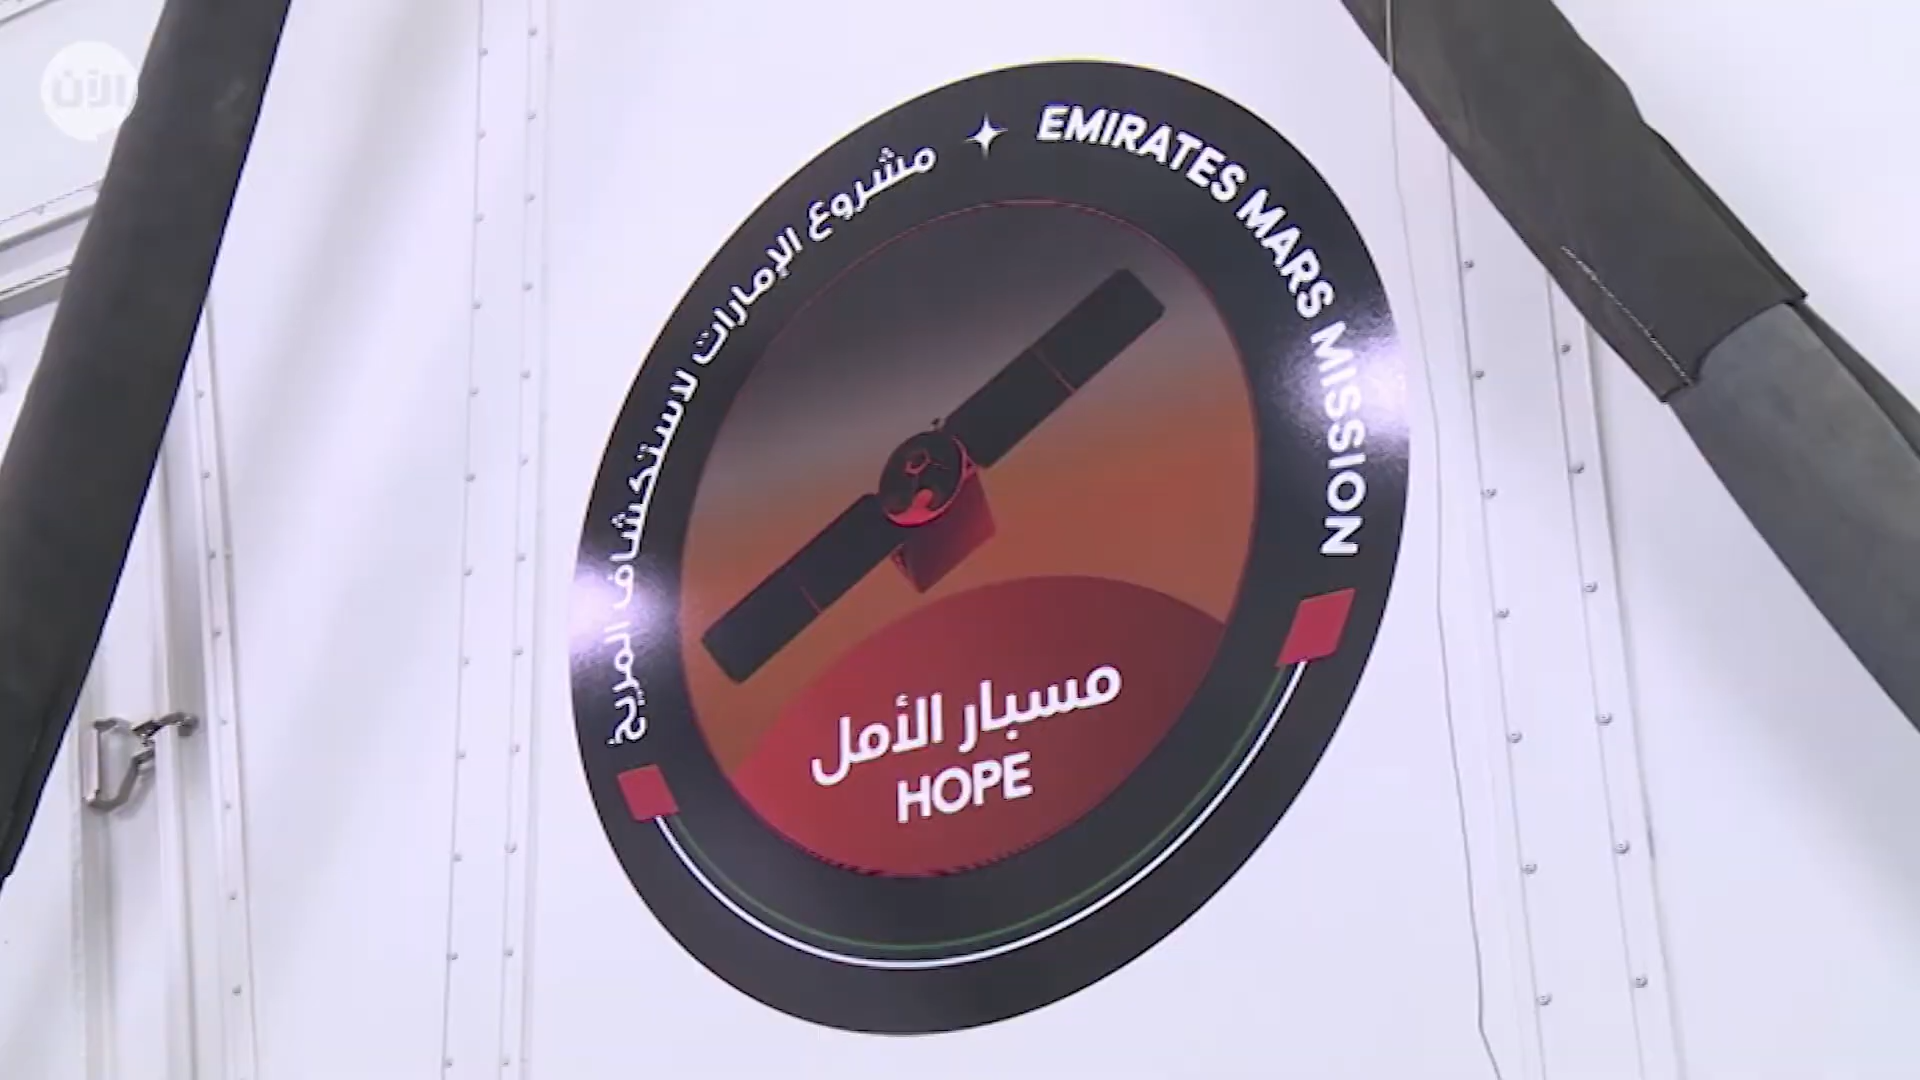 الآن
مشروع الإمارات لاستكشاف المريخ
EMIRATES MARS MISSION
مسبار الأمل
HOPE